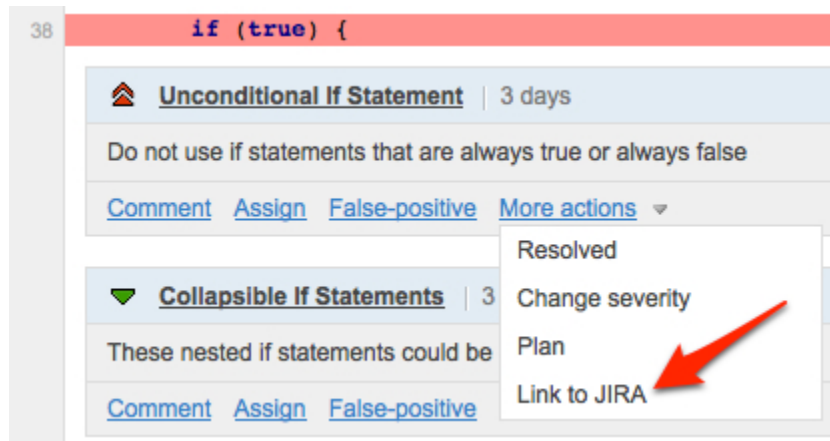 38 if (true) {
Unconditional If Statement | 3 days
Do not use if statements that are always true or always false
Comment Assign False-positive More actions
Resolved
Change severity
Plan
Link to JIRA
Collapsible If Statements | 3
These nested if statements could be
Comment Assign False-positive